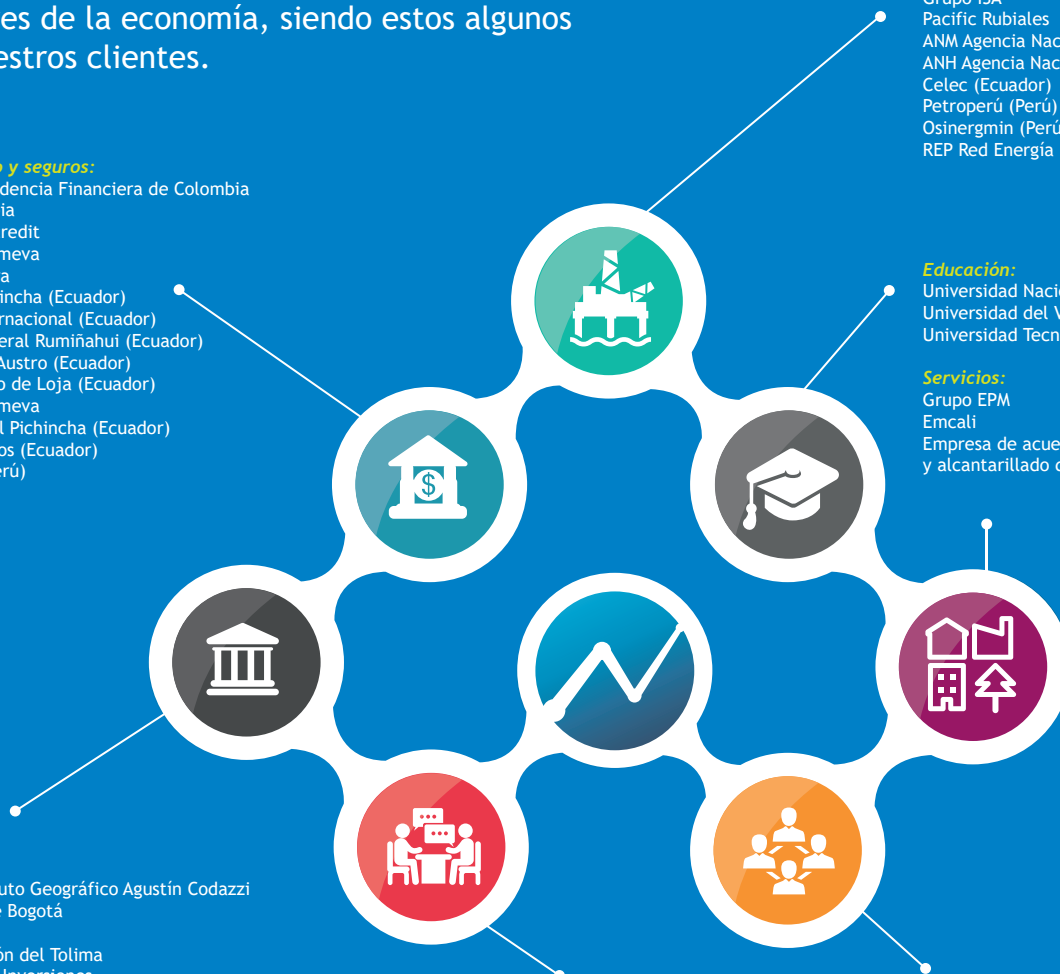 es de la economía, siendo estos algunos
estros clientes.
y seguros:
dencia Financiera de Colombia
ia
redit
meva
a
incha (Ecuador)
rnacional (Ecuador)
eral Rumiñahui (Ecuador)
Austro (Ecuador)
o de Loja (Ecuador)
meva
l Pichincha (Ecuador)
os (Ecuador)
erú)
Pacific Rubiales
ANM Agencia Nac
ANH Agencia Nac
Celec (Ecuador)
Petroperú (Perú)
Osinergmin (Perú
REP Red Energía
Educación:
Universidad Nacio
Universidad del V
Universidad Tecn
Servicios:
Grupo EPM
Emcali
Empresa de acue
y alcantarillado
$
uto Geográfico Agustín Codazzi
e Bogotá
ón del Tolima